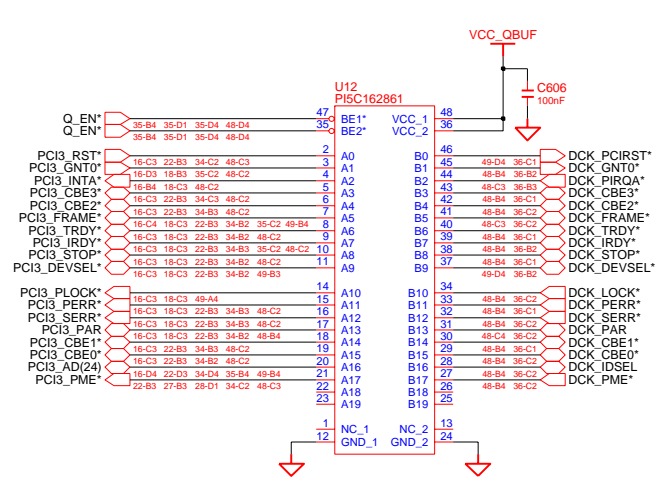 VCC_QBUF
C606
100nF
U12
PI5C162861
Q_EN* 47 BE1* VCC_1 48
35-B4 35-D1 35-D4 48-D4
Q_EN* 35 BE2* VCC_2 36
35-B4 35-D1 35-D4 48-D4
PCI3_RST* 2 A0 B0 46 DCK_PCIRST*
16-C3 22-B3 34-C2 48-C3 49-D4 36-C1
PCI3_GNT0* 3 A1 B1 45 DCK_GNT0*
16-D3 18-B3 35-C2 48-C2 48-B4 36-B2
PCI3_INTA* 4 A2 B2 44 DCK_PIRQA*
16-B4 18-C3 48-C2 48-C3 36-B3
PCI3_CBE3* 5 A3 B3 43 DCK_CBE3*
16-C3 22-B3 34-C3 48-C2 48-B4 36-C1
PCI3_CBE2* 6 A4 B4 42 DCK_CBE2*
16-C3 22-B3 34-B3 48-C2 48-B4 36-C1
PCI3_FRAME* 7 A5 B5 41 DCK_FRAME*
16-C4 18-C3 22-B3 34-B2 35-C2 49-B4 48-C3 36-C2
PCI3_TRDY* 8 A6 B6 40 DCK_TRDY*
16-C3 18-C3 22-B3 34-B2 48-C2 48-B4 36-C1
PCI3_IRDY* 9 A7 B7 39 DCK_IRDY*
16-C3 18-C3 22-B3 34-B3 35-C2 48-C2 48-B4 36-B2
PCI3_STOP* 10 A8 B8 38 DCK_STOP*
16-C3 18-C3 22-B3 34-B2 48-C2 48-B4 36-C1
PCI3_DEVSEL* 11 A9 B9 37 DCK_DEVSEL*
16-C3 18-C3 22-B3 34-B2 49-B3 49-D4 36-B2
PCI3_PLOCK* 14 A10 B10 34 DCK_LOCK*
16-C3 18-C3 49-A4 48-B4 36-C2
PCI3_PERR* 15 A11 B11 33 DCK_PERR*
16-C3 18-C3 22-B3 34-B3 48-C2 48-B4 36-C1
PCI3_SERR* 16 A12 B12 32 DCK_SERR*
16-C3 18-C3 22-B3 34-B3 48-C2 48-B4 36-C2
PCI3_PAR 17 A13 B13 31 DCK_PAR
16-C3 18-C3 22-B3 34-B2 48-B4 48-C4 36-C2
PCI3_CBE1* 18 A14 B14 30 DCK_CBE1*
16-C3 22-B3 34-B3 48-C2 48-B4 36-C1
PCI3_CBE0* 19 A15 B15 29 DCK_CBE0*
16-C3 22-B3 34-B2 48-C2 48-B4 36-C2
PCI3_AD(24) 20 A16 B16 28 DCK_IDSEL
16-D4 22-D3 34-D4 35-B4 49-B4 48-B4 36-C2
PCI3_PME* 21 A17 B17 27 DCK_PME*
22-B3 27-B3 28-D1 34-C2 48-C3 48-B4 36-C2
22 A18 B18 26
23 A19 B19 25
1 NC_1 NC_2 13
12 GND_1 GND_2 24